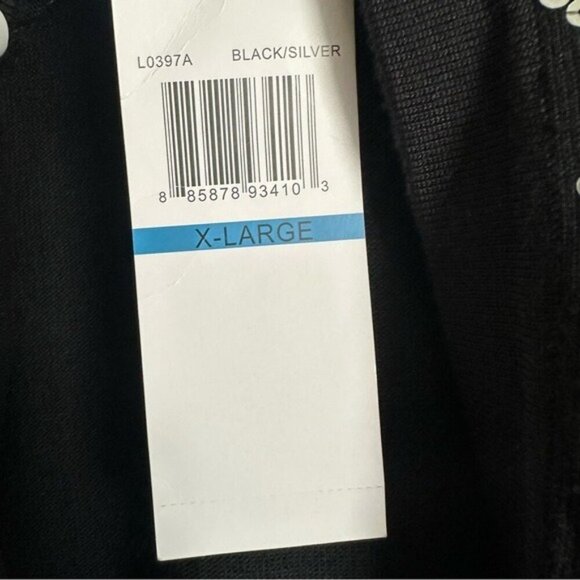 L0397A BLACK/SILVER
8 85878 93410 3
X-LARGE